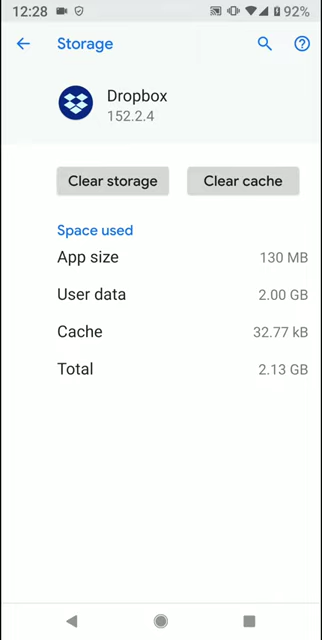 12:28 92%
Storage
Dropbox
152.2.4
Clear storage Clear cache
Space used
App size 130 MB
User data 2.00 GB
Cache 32.77 kB
Total 2.13 GB